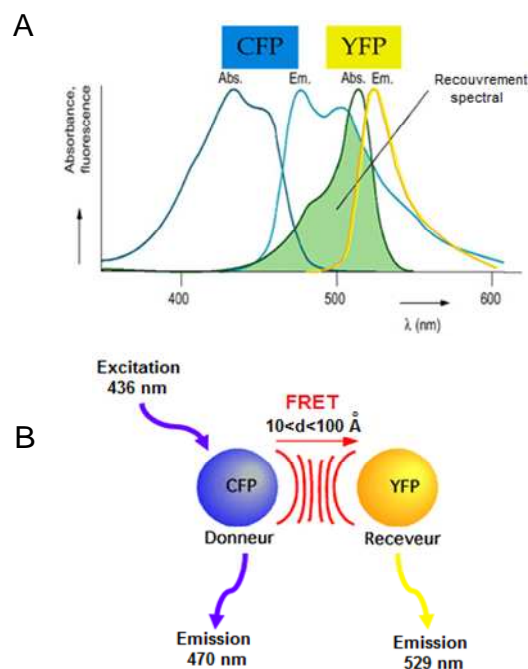 A
CFP YFP
Abs. Em. Abs. Em.
Recouvrement
spectral
Absorbance,
fluorescence
400 500 600
λ (nm)
B
Excitation
436 nm
FRET
10<d<100 Å
CFP YFP
Donneur Receveur
Emission
470 nm
Emission
529 nm